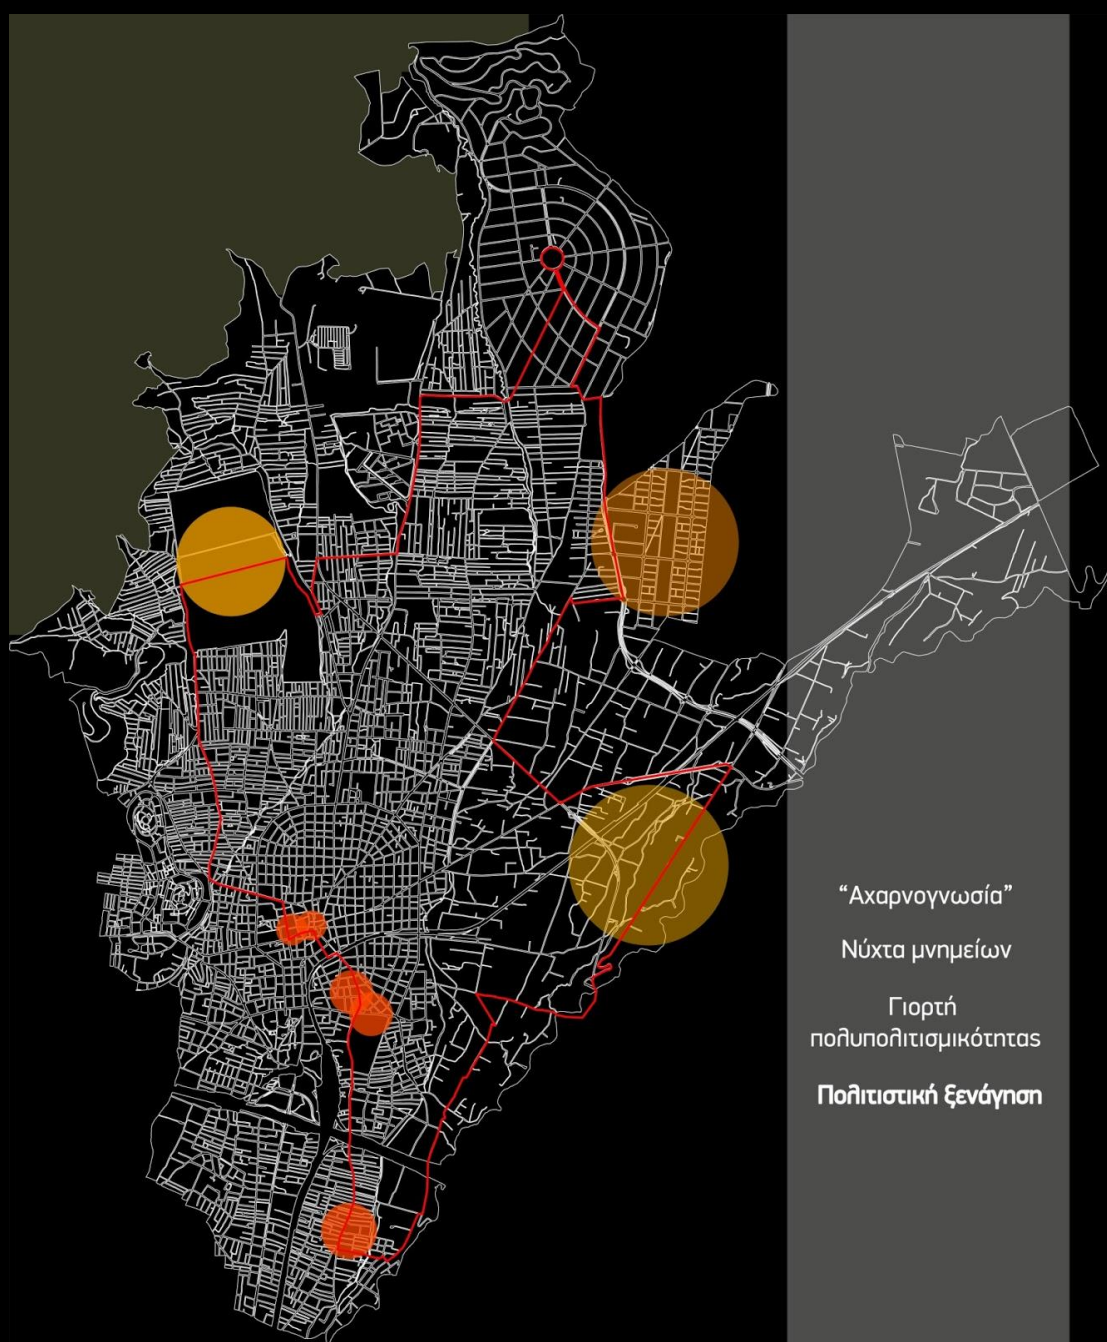 “Αχαρνογνωσία”
Νύχτα μνημείων
Γιορτή
πολυπολιτισμικότητας
Πολιτιστική ξενάγηση